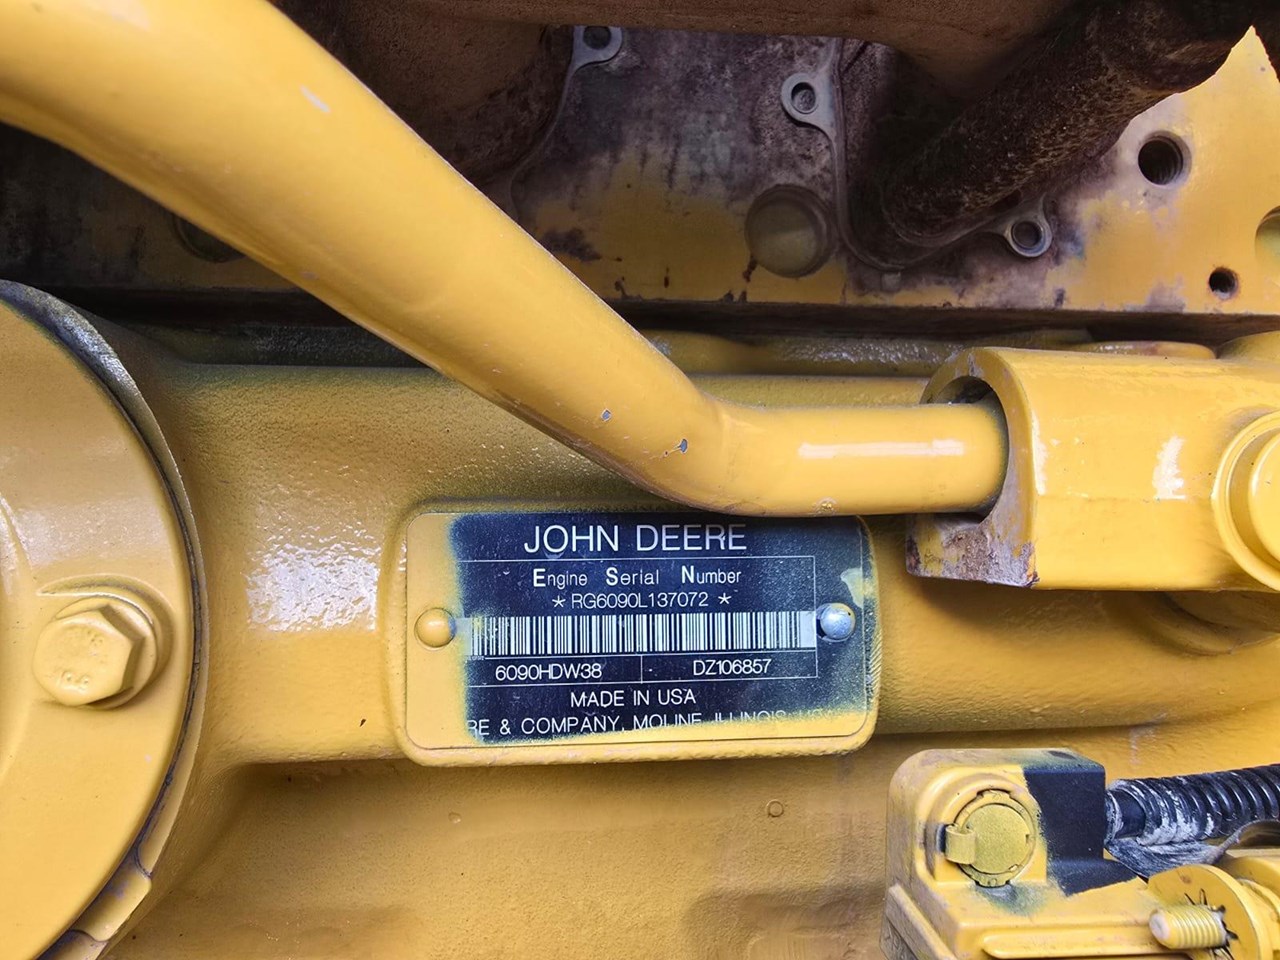 JOHN DEERE
Engine Serial Number
* RG6090L137072 *
6090HDW38 - DZ106857
MADE IN USA
RE & COMPANY, MOLINE, ILLINOIS